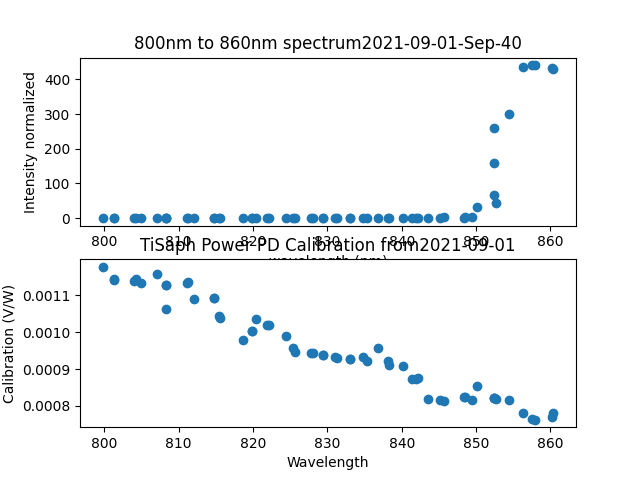 800nm to 860nm spectrum2021-09-01-Sep-40
Intensity normalized
400
300
200
100
0
800 810 820 830 840 850 860
wavelength (nm)
TiSaph Power PD Calibration from2021-09-01
Calibration (V/W)
0.0011
0.0010
0.0009
0.0008
800 810 820 830 840 850 860
Wavelength